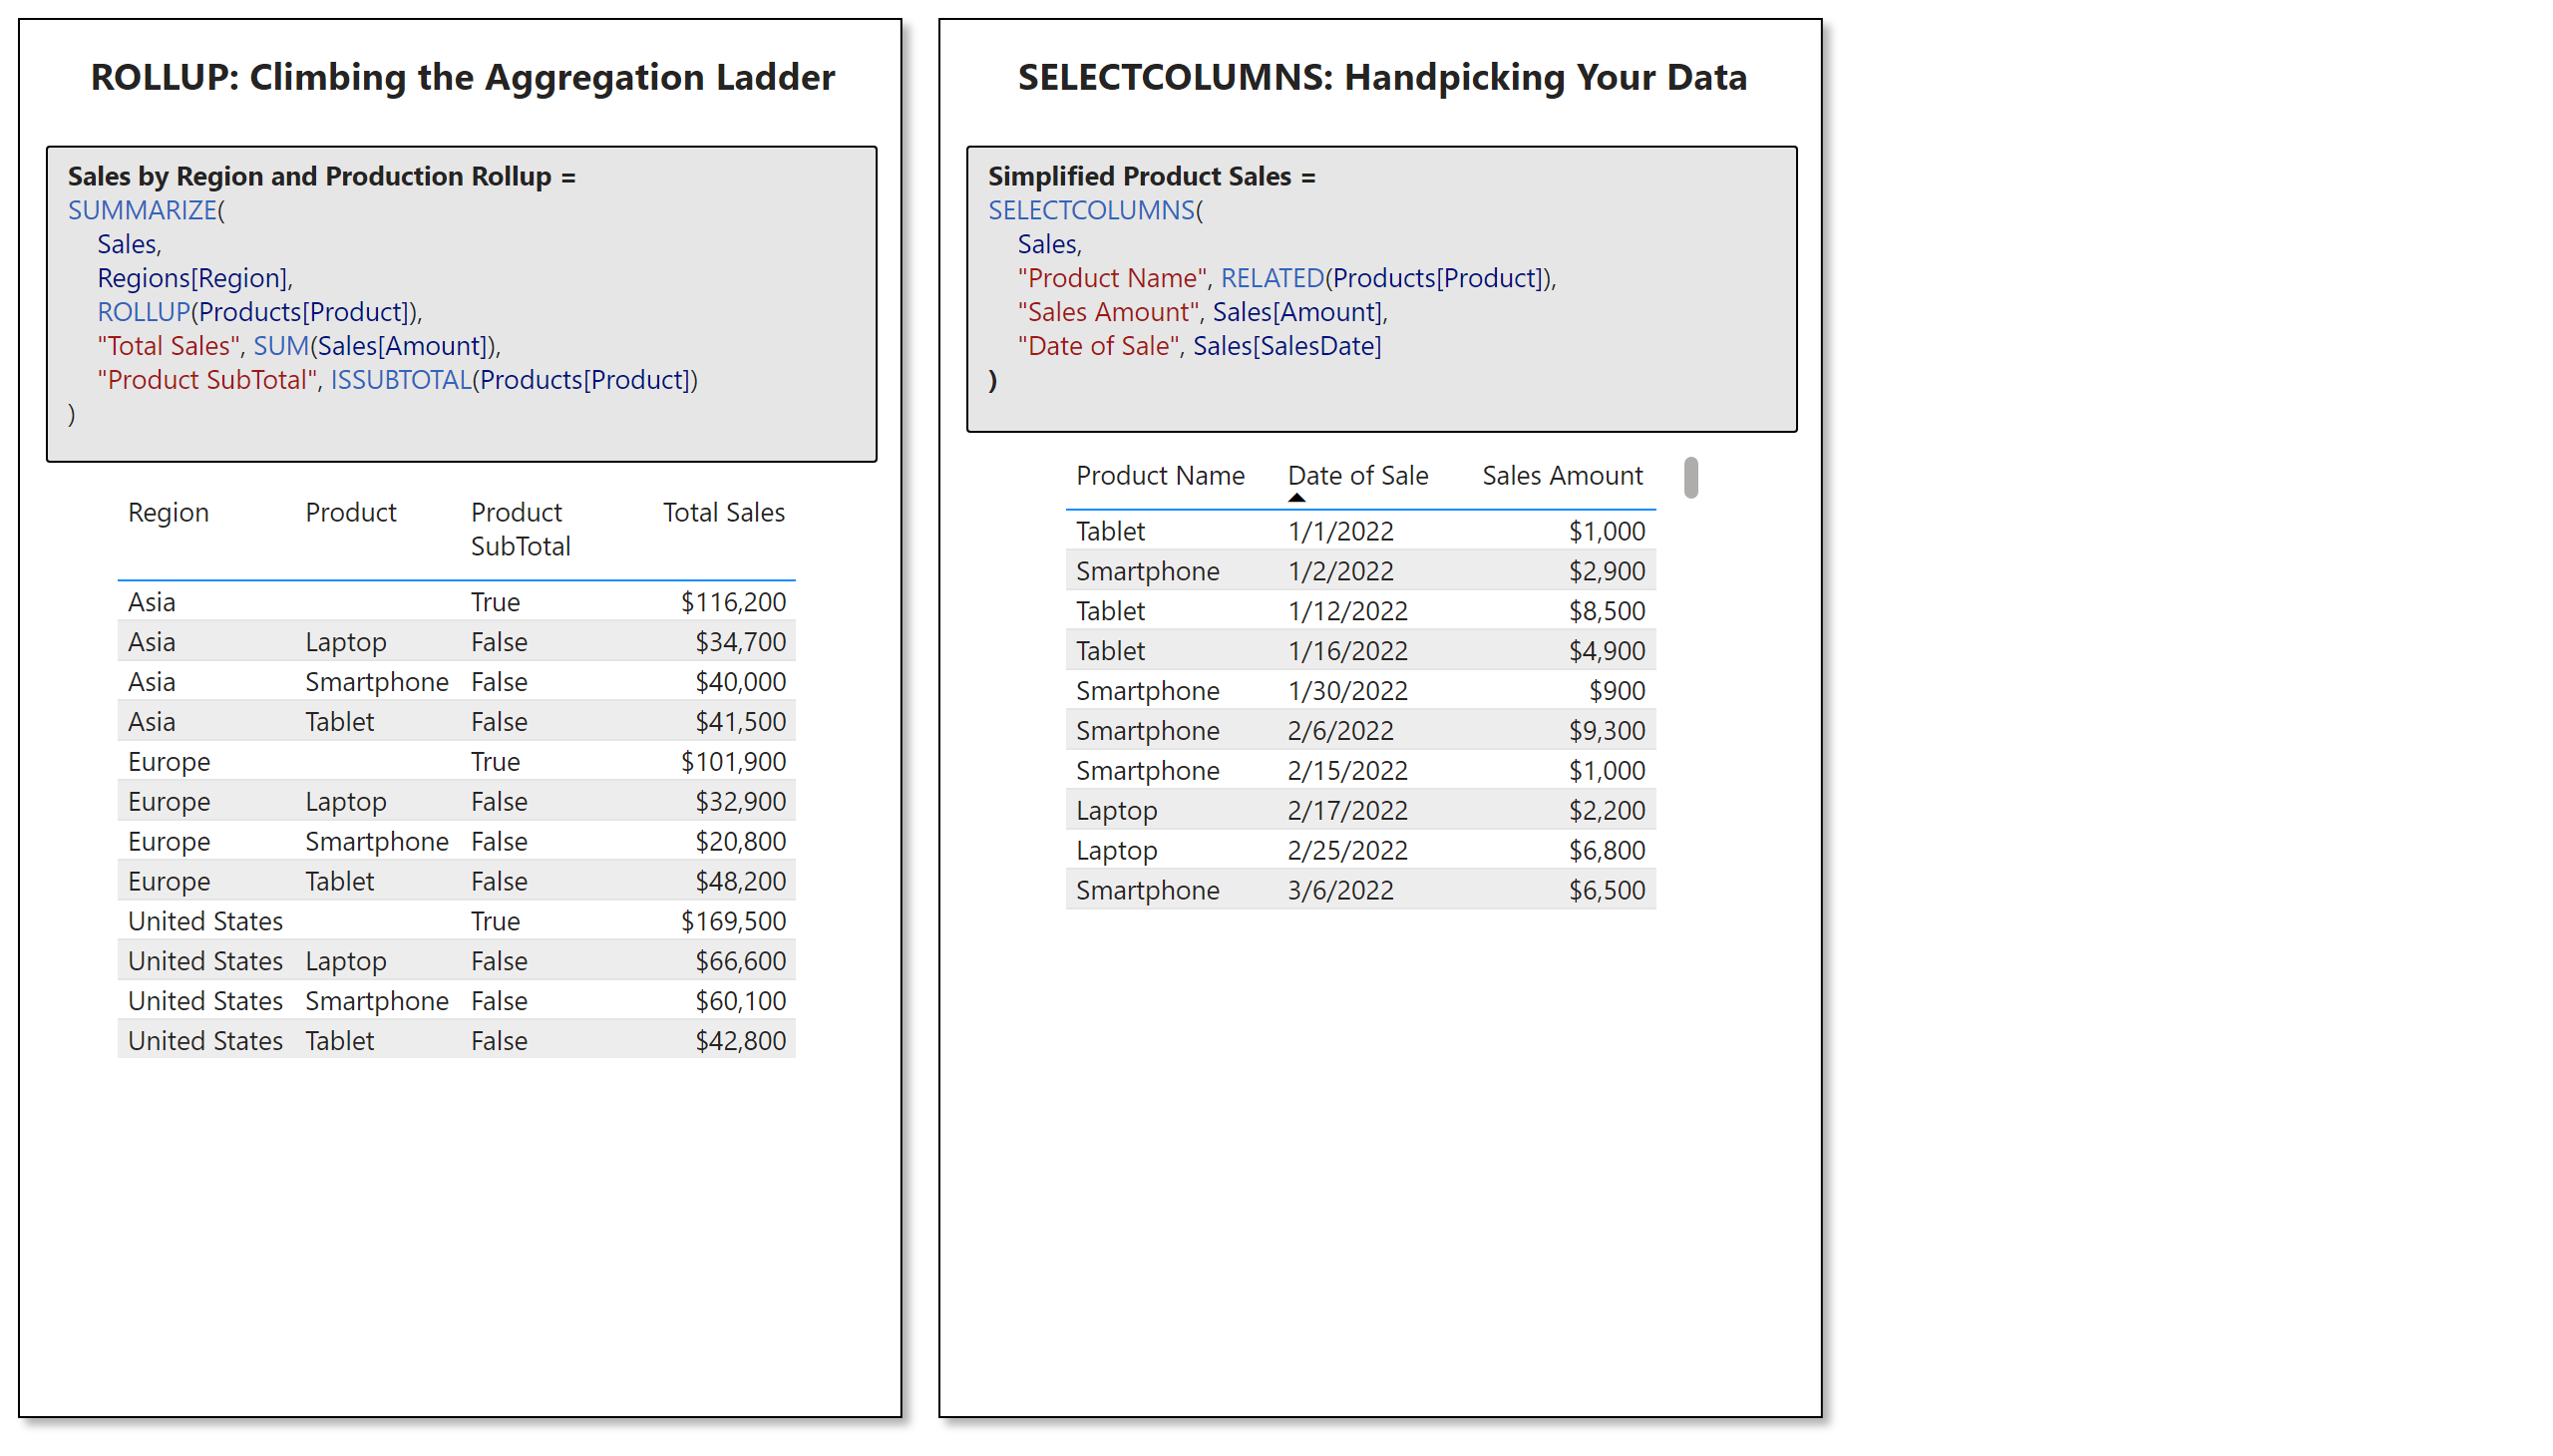 ROLLUP: Climbing the Aggregation Ladder
Sales by Region and Production Rollup =
SUMMARIZE(
Sales,
Regions[Region],
ROLLUP(Products[Product]),
"Total Sales", SUM(Sales[Amount]),
"Product SubTotal", ISSUBTOTAL(Products[Product])
)
Region Product Product SubTotal Total Sales
Asia True $116,200
Asia Laptop False $34,700
Asia Smartphone False $40,000
Asia Tablet False $41,500
Europe True $101,900
Europe Laptop False $32,900
Europe Smartphone False $20,800
Europe Tablet False $48,200
United States True $169,500
United States Laptop False $66,600
United States Smartphone False $60,100
United States Tablet False $42,800
SELECTCOLUMNS: Handpicking Your Data
Simplified Product Sales =
SELECTCOLUMNS(
Sales,
"Product Name", RELATED(Products[Product]),
"Sales Amount", Sales[Amount],
"Date of Sale", Sales[SalesDate]
)
Product Name Date of Sale Sales Amount
Tablet 1/1/2022 $1,000
Smartphone 1/2/2022 $2,900
Tablet 1/12/2022 $8,500
Tablet 1/16/2022 $4,900
Smartphone 1/30/2022 $900
Smartphone 2/6/2022 $9,300
Smartphone 2/15/2022 $1,000
Laptop 2/17/2022 $2,200
Laptop 2/25/2022 $6,800
Smartphone 3/6/2022 $6,500